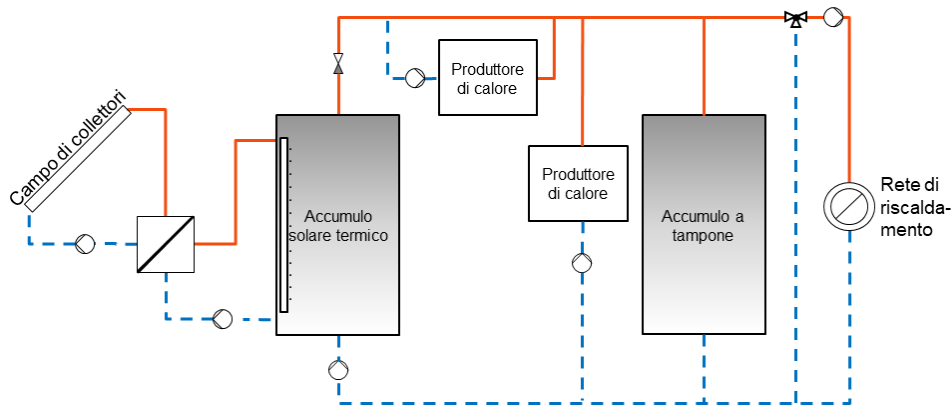 Campo di collettori
Accumulo
solare termico
Produttore
di calore
Produttore
di calore
Accumulo a
tampone
Rete di
riscalda-
mento